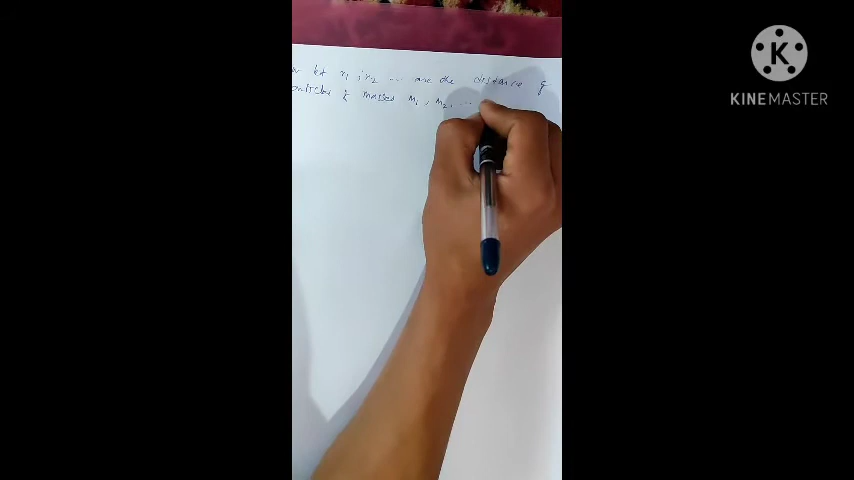 let r1, r2 ... are the distance of
particles of masses m1, m2, ...
KINEMASTER